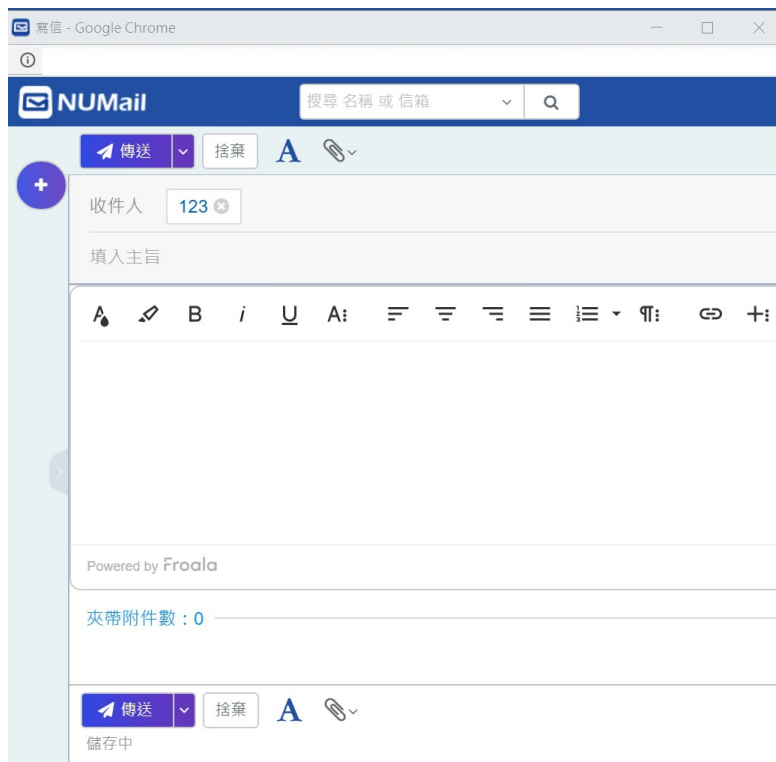 寫信 - Google Chrome
NUMail
搜尋 名稱 或 信箱
傳送 捨棄 A
收件人 123
填入主旨
A B i U A: ¶:
Powered by Froala
夾帶附件數：0
傳送 捨棄 A
儲存中